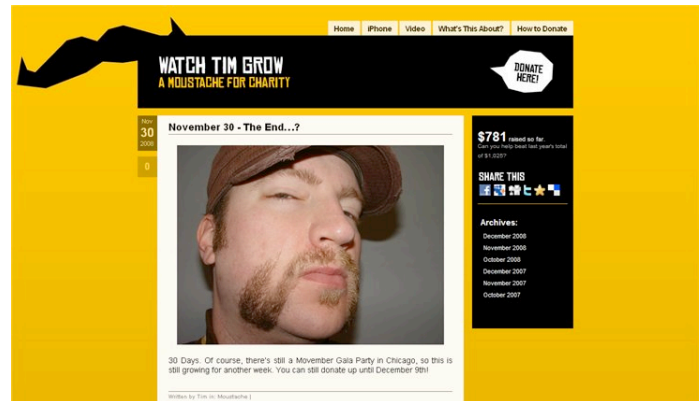 Home iPhone Video What's This About? How to Donate
WATCH TIM GROW
A MOUSTACHE FOR CHARITY
DONATE
HERE!
Nov
30
2008
0
November 30 - The End...?
30 Days. Of course, there's still a Movember Gala Party in Chicago, so this is
still growing for another week. You can still donate up until December 9th!
Written by Tim in: Moustache |
$781 raised so far.
Can you help beat last year's total
of $1,025?
SHARE THIS
Archives:
December 2008
November 2008
October 2008
December 2007
November 2007
October 2007